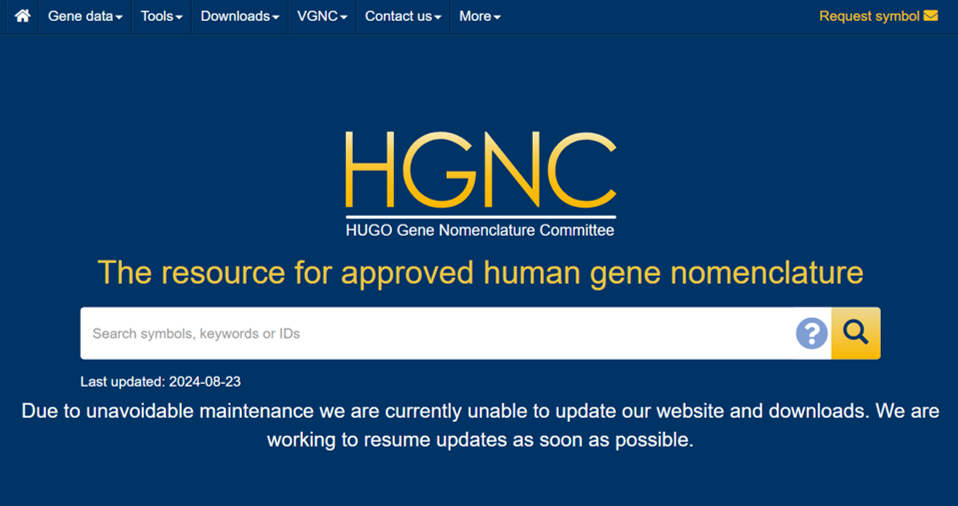 Gene data Tools Downloads VGNC Contact us More Request symbol
HGNC
HUGO Gene Nomenclature Committee
The resource for approved human gene nomenclature
Search symbols, keywords or IDs ?
Last updated: 2024-08-23
Due to unavoidable maintenance we are currently unable to update our website and downloads. We are
working to resume updates as soon as possible.